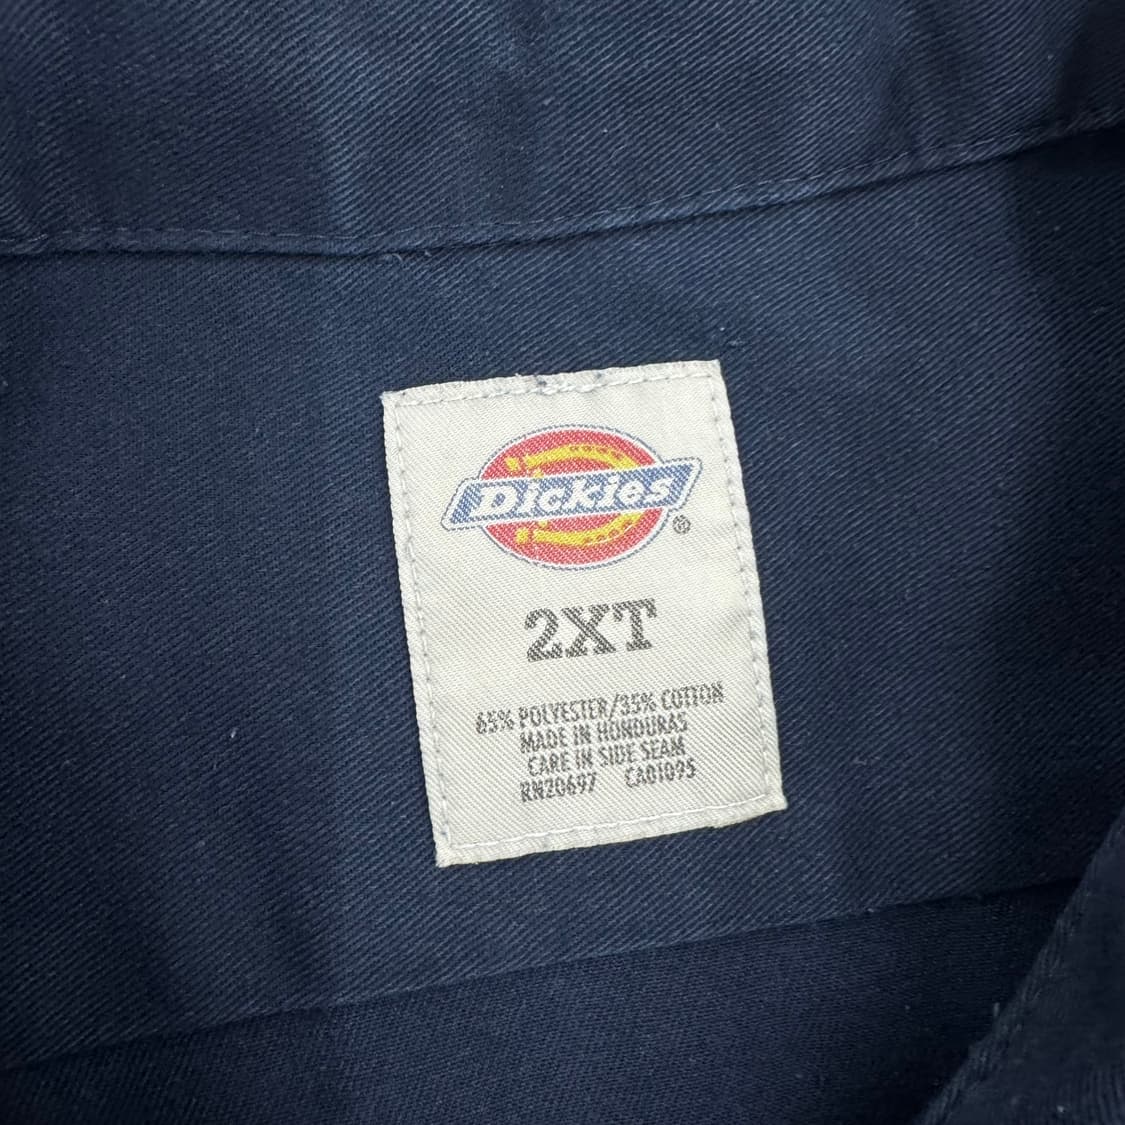 Dickies®
2XT
65% POLYESTER/35% COTTON
MADE IN HONDURAS
CARE IN SIDE SEAM
RN20697 CA01095